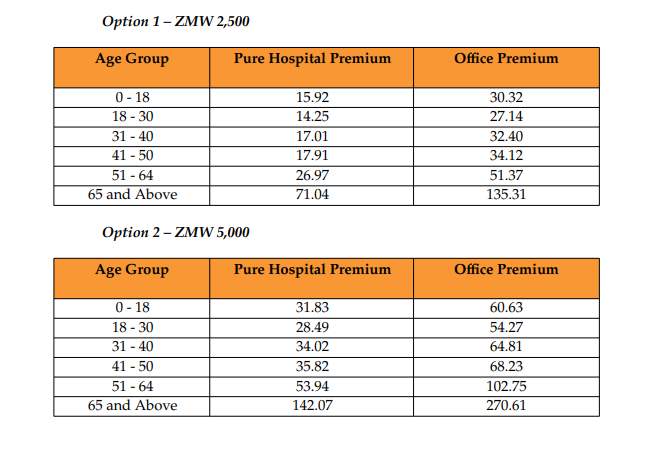 Option 1 – ZMW 2,500
Age Group Pure Hospital Premium Office Premium
0 - 18 15.92 30.32
18 - 30 14.25 27.14
31 - 40 17.01 32.40
41 - 50 17.91 34.12
51 - 64 26.97 51.37
65 and Above 71.04 135.31
Option 2 – ZMW 5,000
Age Group Pure Hospital Premium Office Premium
0 - 18 31.83 60.63
18 - 30 28.49 54.27
31 - 40 34.02 64.81
41 - 50 35.82 68.23
51 - 64 53.94 102.75
65 and Above 142.07 270.61